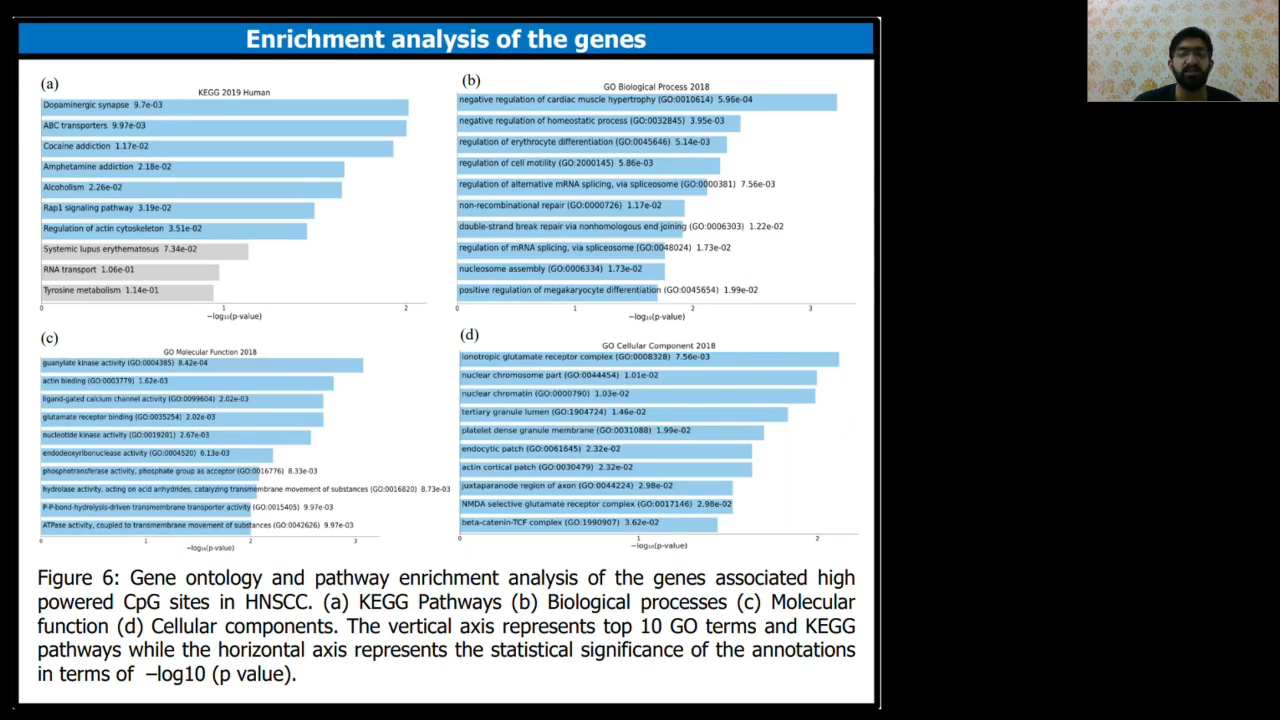 Enrichment analysis of the genes
(a)
KEGG 2019 Human
Dopaminergic synapse 9.7e-03
ABC transporters 9.97e-03
Cocaine addiction 1.17e-02
Amphetamine addiction 2.18e-02
Alcoholism 2.26e-02
Rap1 signaling pathway 3.19e-02
Regulation of actin cytoskeleton 3.51e-02
Systemic lupus erythematosus 7.34e-02
RNA transport 1.06e-01
Tyrosine metabolism 1.14e-01
0 1 2
−log₁₀(p-value)
(b)
GO Biological Process 2018
negative regulation of cardiac muscle hypertrophy (GO:0010614) 5.96e-04
negative regulation of homeostatic process (GO:0032845) 3.95e-03
regulation of erythrocyte differentiation (GO:0045646) 5.14e-03
regulation of cell motility (GO:2000145) 5.86e-03
regulation of alternative mRNA splicing, via spliceosome (GO:0000381) 7.56e-03
non-recombinational repair (GO:0000726) 1.17e-02
double-strand break repair via nonhomologous end joining (GO:0006303) 1.22e-02
regulation of mRNA splicing, via spliceosome (GO:0048024) 1.73e-02
nucleosome assembly (GO:0006334) 1.73e-02
positive regulation of megakaryocyte differentiation (GO:0045654) 1.99e-02
0 1 2 3
−log₁₀(p-value)
(c)
GO Molecular Function 2018
guanylate kinase activity (GO:0004385) 8.42e-04
actin binding (GO:0003779) 1.62e-03
ligand-gated calcium channel activity (GO:0099604) 2.02e-03
glutamate receptor binding (GO:0035254) 2.02e-03
nucleotide kinase activity (GO:0019201) 2.67e-03
endodeoxyribonuclease activity (GO:0004520) 6.13e-03
phosphotransferase activity, phosphate group as acceptor (GO:0016776) 8.33e-03
hydrolase activity, acting on acid anhydrides, catalyzing transmembrane movement of substances (GO:0016820) 8.73e-03
P-P-bond-hydrolysis-driven transmembrane transporter activity (GO:0015405) 9.97e-03
ATPase activity, coupled to transmembrane movement of substances (GO:0042626) 9.97e-03
0 1 2 3
−log₁₀(p-value)
(d)
GO Cellular Component 2018
ionotropic glutamate receptor complex (GO:0008328) 7.56e-03
nuclear chromosome part (GO:0044454) 1.01e-02
nuclear chromatin (GO:0000790) 1.03e-02
tertiary granule lumen (GO:1904724) 1.46e-02
platelet dense granule membrane (GO:0031088) 1.99e-02
endocytic patch (GO:0061645) 2.32e-02
actin cortical patch (GO:0030479) 2.32e-02
juxtaparanode region of axon (GO:0044224) 2.98e-02
NMDA selective glutamate receptor complex (GO:0017146) 2.98e-02
beta-catenin-TCF complex (GO:1990907) 3.62e-02
0 1 2
−log₁₀(p-value)
Figure 6: Gene ontology and pathway enrichment analysis of the genes associated high
powered CpG sites in HNSCC. (a) KEGG Pathways (b) Biological processes (c) Molecular
function (d) Cellular components. The vertical axis represents top 10 GO terms and KEGG
pathways while the horizontal axis represents the statistical significance of the annotations
in terms of –log10 (p value).